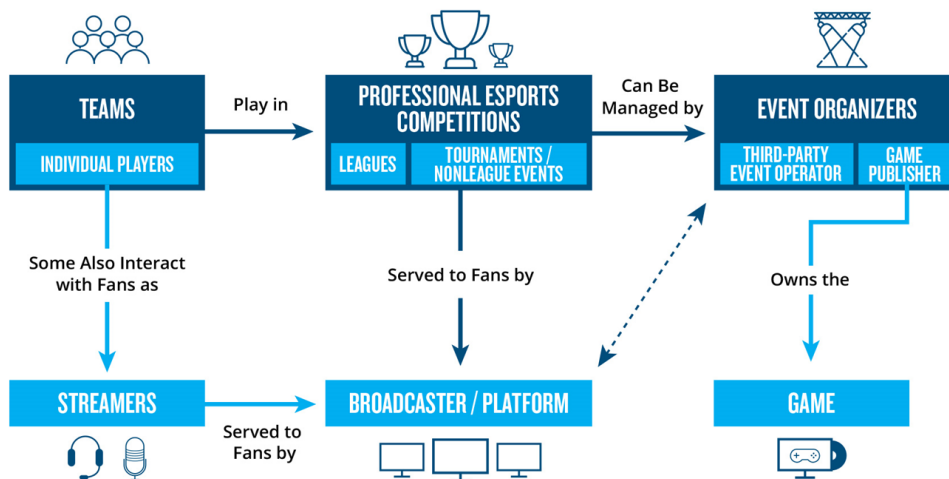 TEAMS
INDIVIDUAL PLAYERS
Play in
PROFESSIONAL ESPORTS
COMPETITIONS
LEAGUES
TOURNAMENTS /
NONLEAGUE EVENTS
Can Be
Managed by
EVENT ORGANIZERS
THIRD-PARTY
EVENT OPERATOR
GAME
PUBLISHER
Some Also Interact
with Fans as
Served to Fans by
Owns the
STREAMERS
Served to
Fans by
BROADCASTER / PLATFORM
GAME